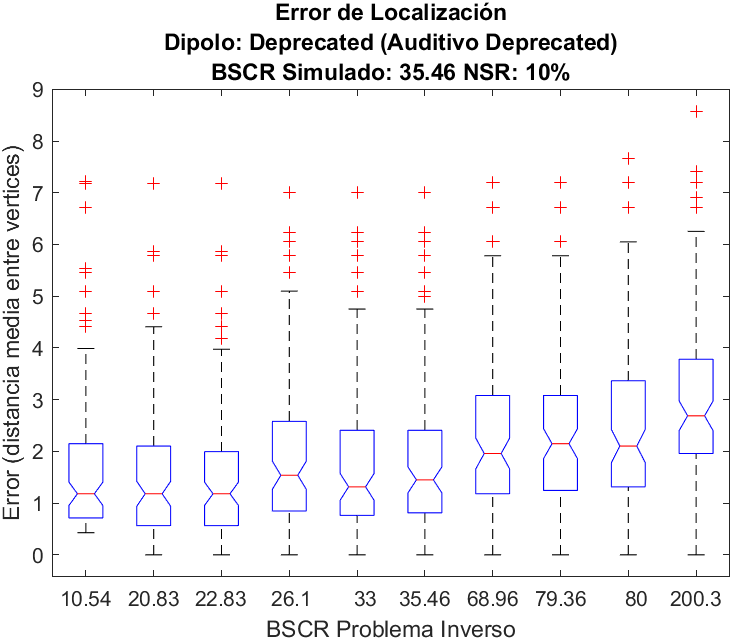 Error de Localización
Dipolo: Deprecated (Auditivo Deprecated)
BSCR Simulado: 35.46 NSR: 10%
Error (distancia media entre vertices)
9
8
7
6
5
4
3
2
1
0
10.54 20.83 22.83 26.1 33 35.46 68.96 79.36 80 200.3
BSCR Problema Inverso